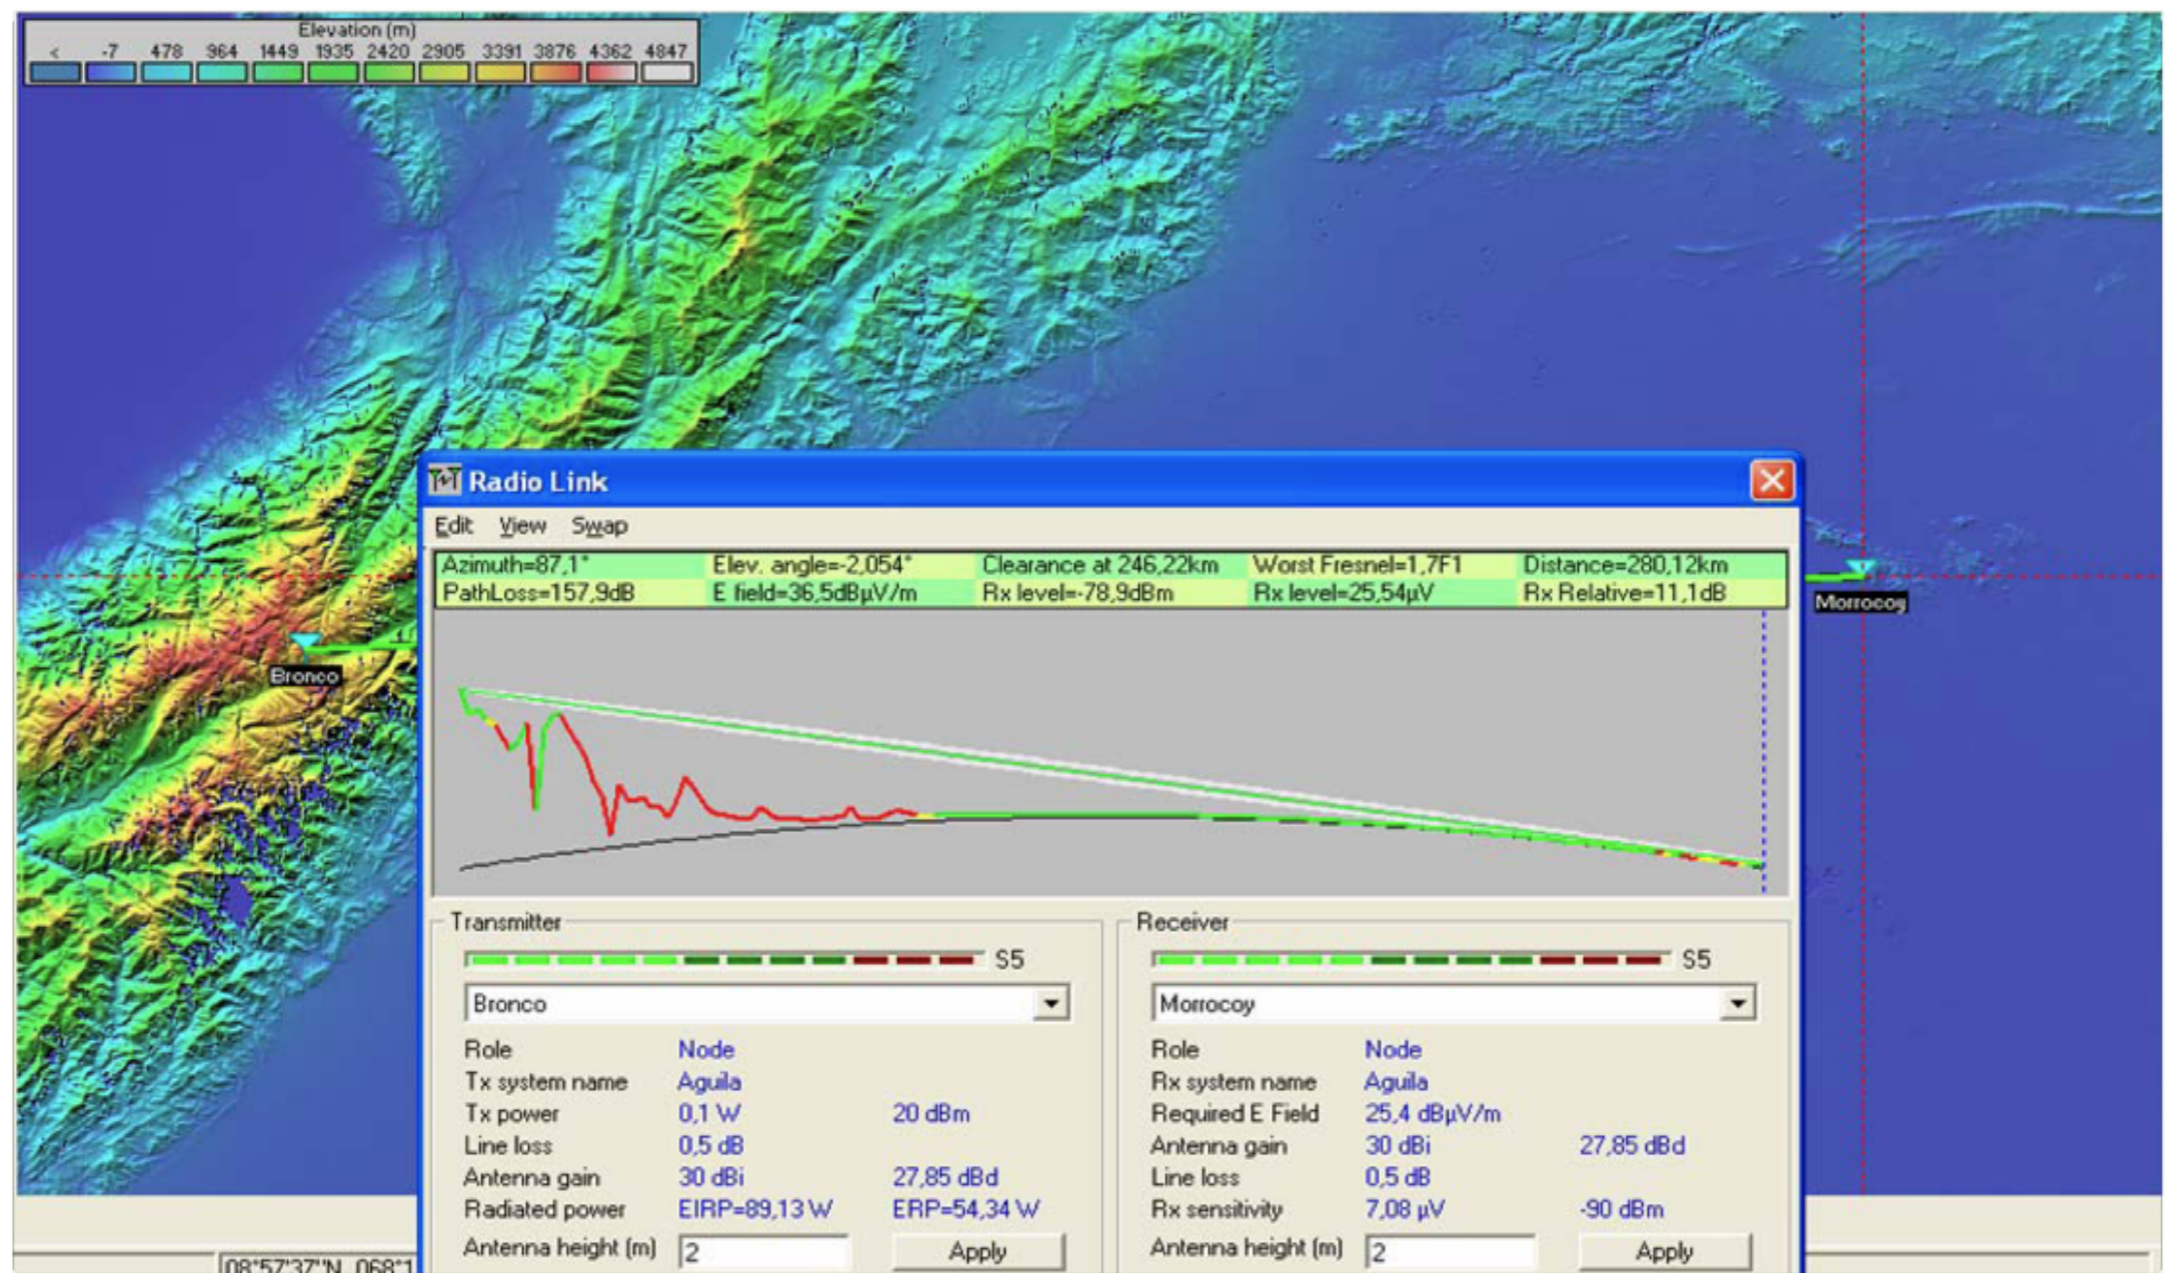 Elevation (m)
< -7 478 964 1449 1935 2420 2905 3391 3876 4362 4847
Radio Link
Edit View Swap
Azimuth=87,1° Elev. angle=-2,054° Clearance at 246,22km Worst Fresnel=1,7F1 Distance=280,12km
PathLoss=157,9dB E field=36,5dBµV/m Rx level=-78,9dBm Rx level=25,54µV Rx Relative=11,1dB
Morrocoy
Bronco
Transmitter
S5
Bronco
Role Node
Tx system name Aguila
Tx power 0,1 W 20 dBm
Line loss 0,5 dB
Antenna gain 30 dBi 27,85 dBd
Radiated power EIRP=89,13 W ERP=54,34 W
Antenna height (m) 2 Apply
Receiver
S5
Morrocoy
Role Node
Rx system name Aguila
Required E Field 25,4 dBµV/m
Antenna gain 30 dBi 27,85 dBd
Line loss 0,5 dB
Rx sensitivity 7,08 µV -90 dBm
Antenna height (m) 2 Apply
08°57'37''N